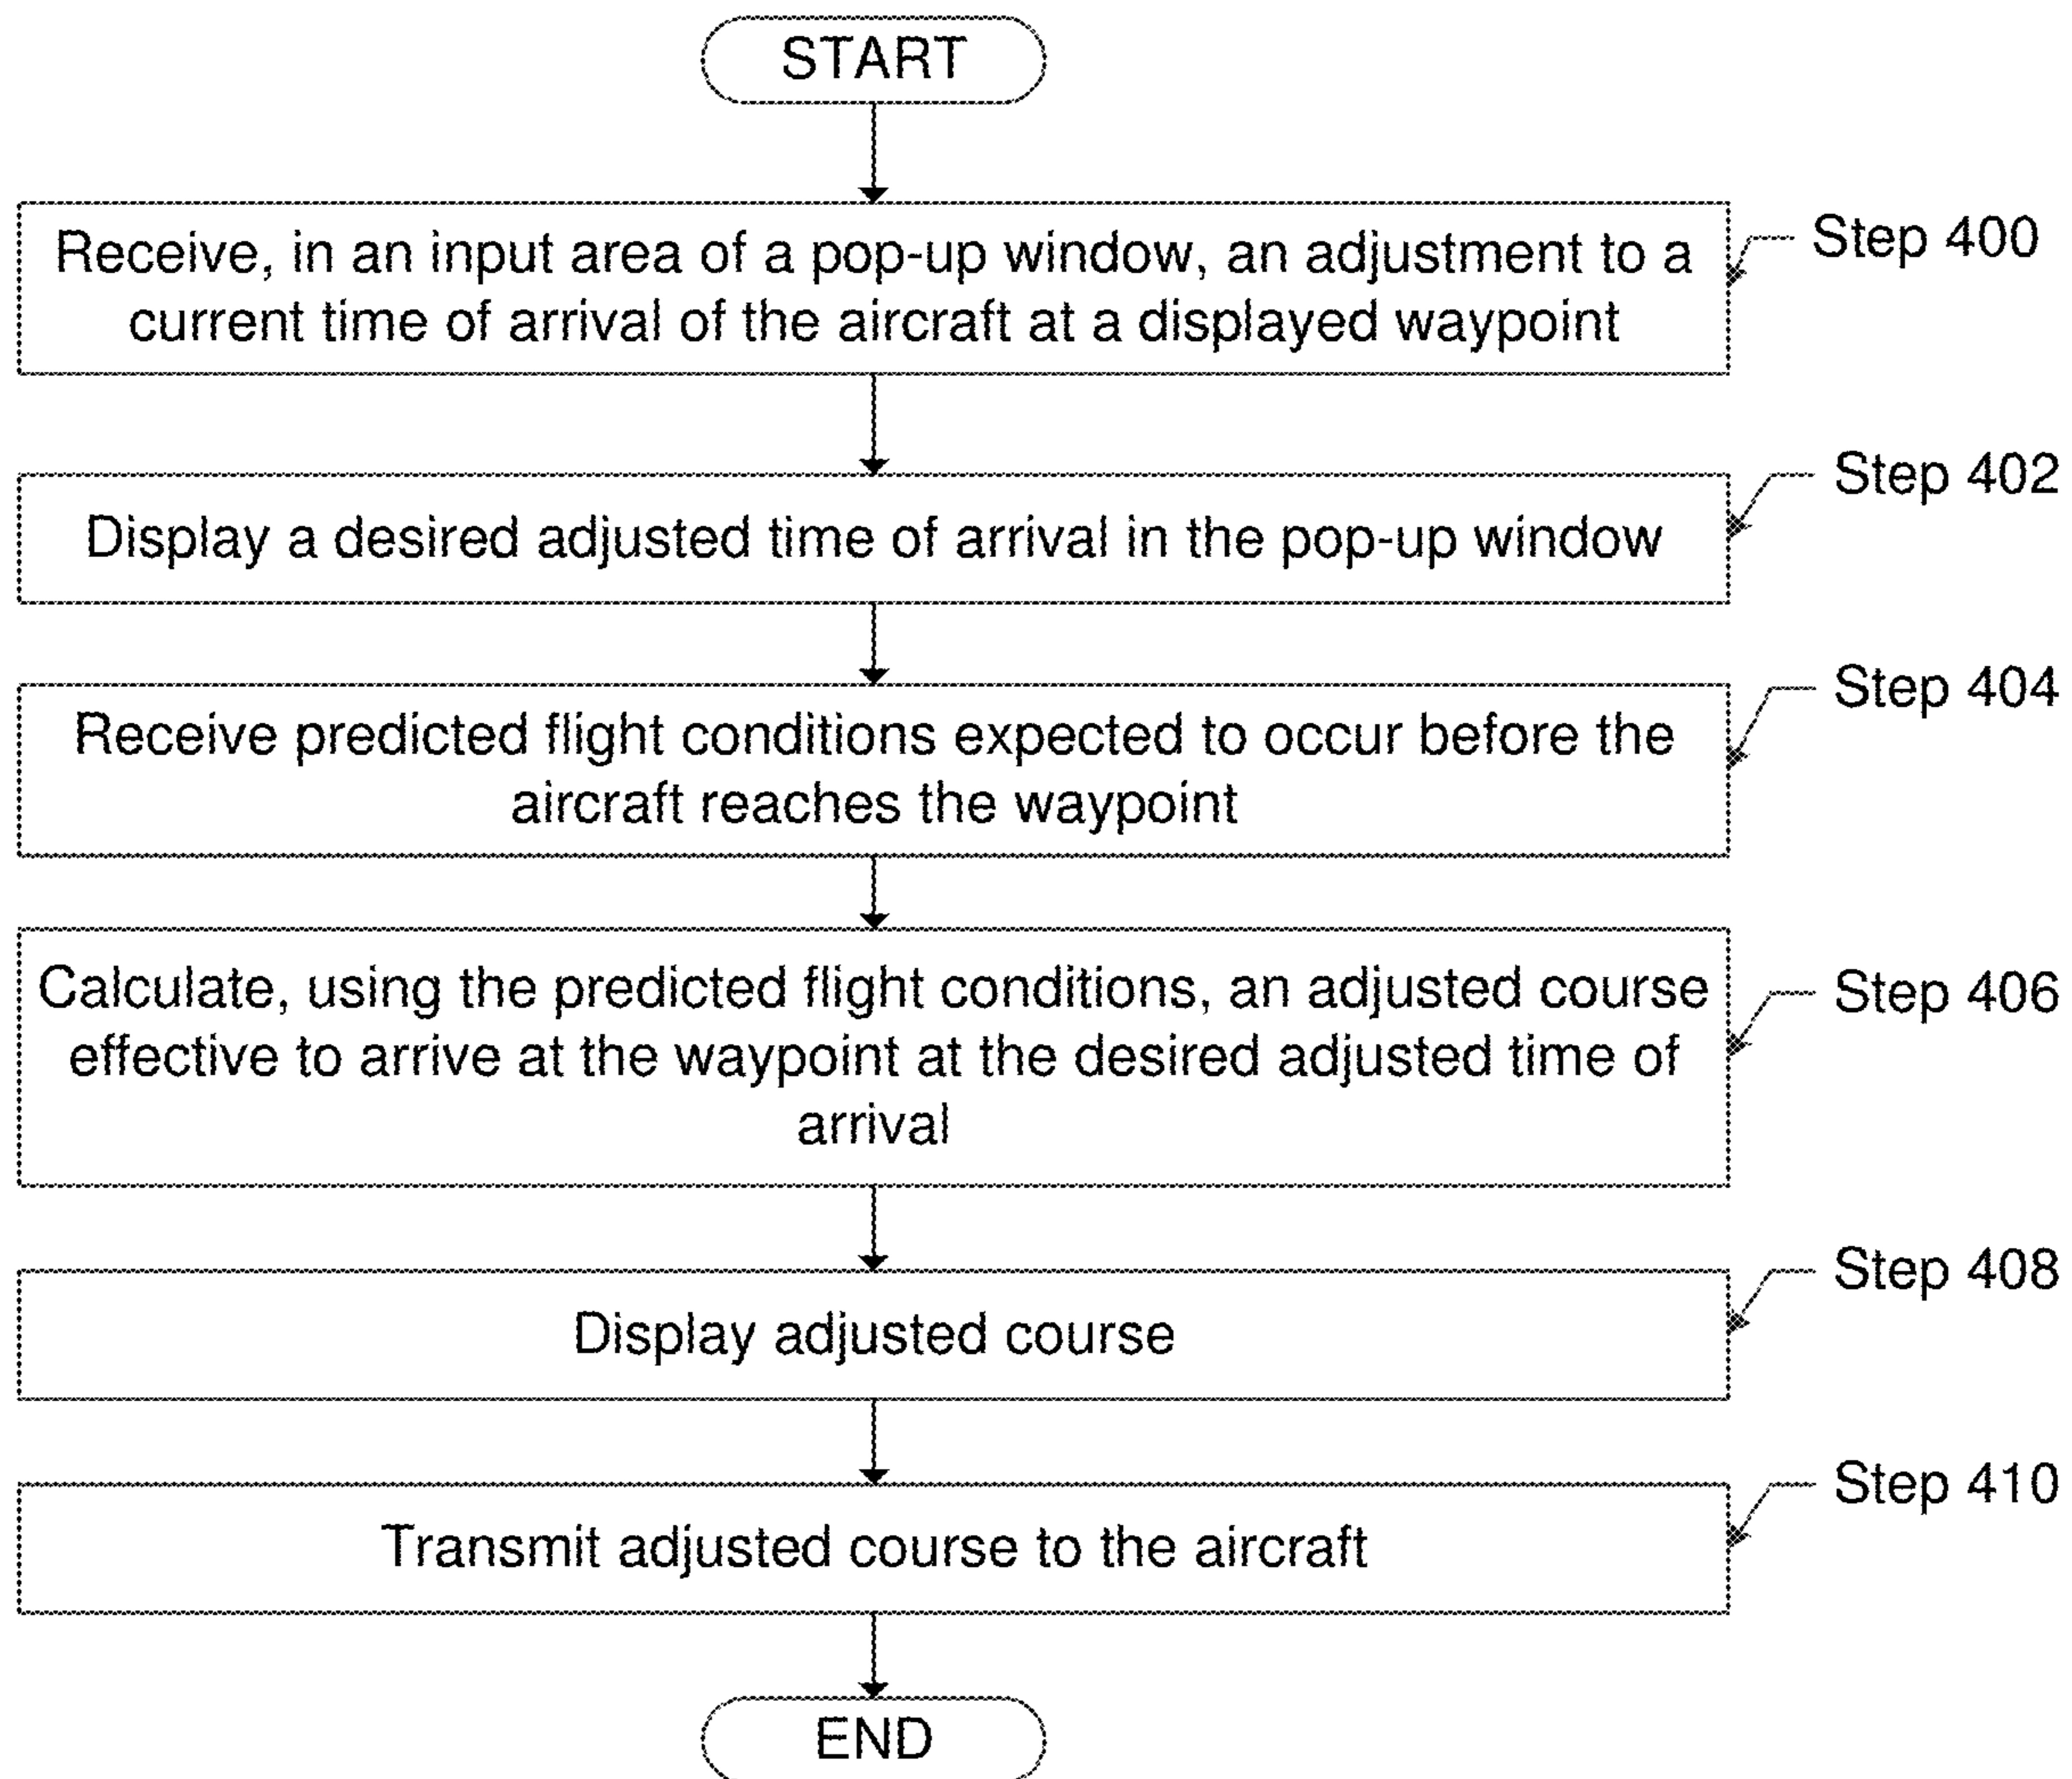 START
Receive, in an input area of a pop-up window, an adjustment to a
current time of arrival of the aircraft at a displayed waypoint
Step 400
Display a desired adjusted time of arrival in the pop-up window
Step 402
Receive predicted flight conditions expected to occur before the
aircraft reaches the waypoint
Step 404
Calculate, using the predicted flight conditions, an adjusted course
effective to arrive at the waypoint at the desired adjusted time of
arrival
Step 406
Display adjusted course
Step 408
Transmit adjusted course to the aircraft
Step 410
END